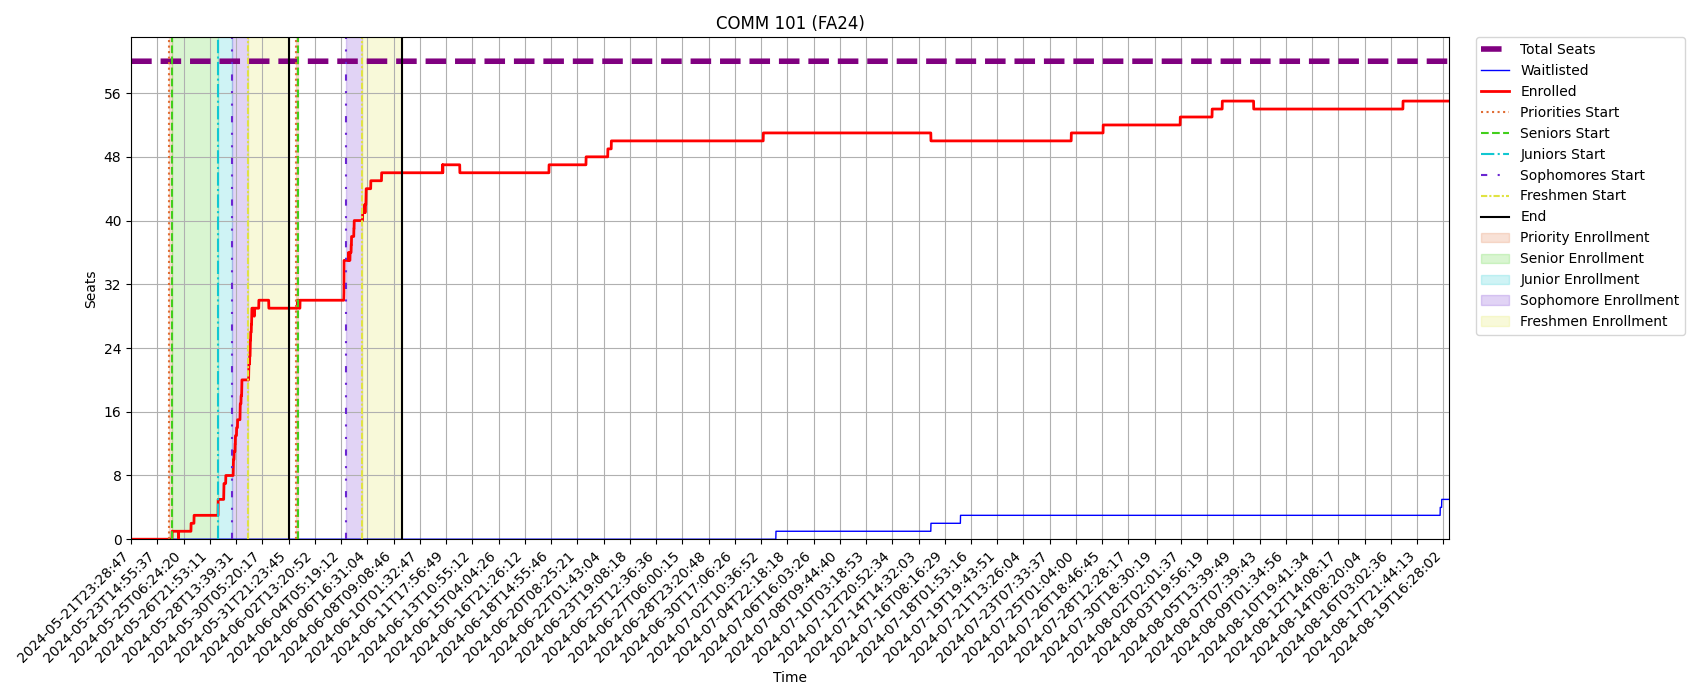 COMM 101 (FA24)
Total Seats
Waitlisted
Enrolled
Priorities Start
Seniors Start
Juniors Start
Sophomores Start
Freshmen Start
End
Priority Enrollment
Senior Enrollment
Junior Enrollment
Sophomore Enrollment
Freshmen Enrollment
Seats
56
48
40
32
24
16
8
0
2024-05-21T23:28:47
2024-05-23T14:55:37
2024-05-25T06:24:20
2024-05-26T21:53:11
2024-05-28T13:39:31
2024-05-30T05:20:17
2024-05-31T21:23:45
2024-06-02T13:20:52
2024-06-04T05:19:12
2024-06-06T16:31:04
2024-06-08T09:08:46
2024-06-10T01:32:47
2024-06-11T17:56:49
2024-06-13T10:55:12
2024-06-15T04:04:26
2024-06-16T21:26:12
2024-06-18T14:55:46
2024-06-20T08:25:21
2024-06-22T01:43:04
2024-06-23T19:08:18
2024-06-25T12:36:36
2024-06-27T06:00:15
2024-06-28T23:20:48
2024-06-30T17:06:26
2024-07-02T10:36:52
2024-07-04T22:18:18
2024-07-06T16:03:26
2024-07-08T09:44:40
2024-07-10T03:18:53
2024-07-12T20:52:34
2024-07-14T14:32:03
2024-07-16T08:16:29
2024-07-18T01:53:16
2024-07-19T19:43:51
2024-07-21T13:26:04
2024-07-23T07:33:37
2024-07-25T01:04:00
2024-07-26T18:46:45
2024-07-28T12:28:17
2024-07-30T18:30:19
2024-08-02T02:01:37
2024-08-03T19:56:19
2024-08-05T13:39:49
2024-08-07T07:39:43
2024-08-09T01:34:56
2024-08-10T19:41:34
2024-08-12T14:08:17
2024-08-14T08:20:04
2024-08-16T03:02:36
2024-08-17T21:44:13
2024-08-19T16:28:02
Time